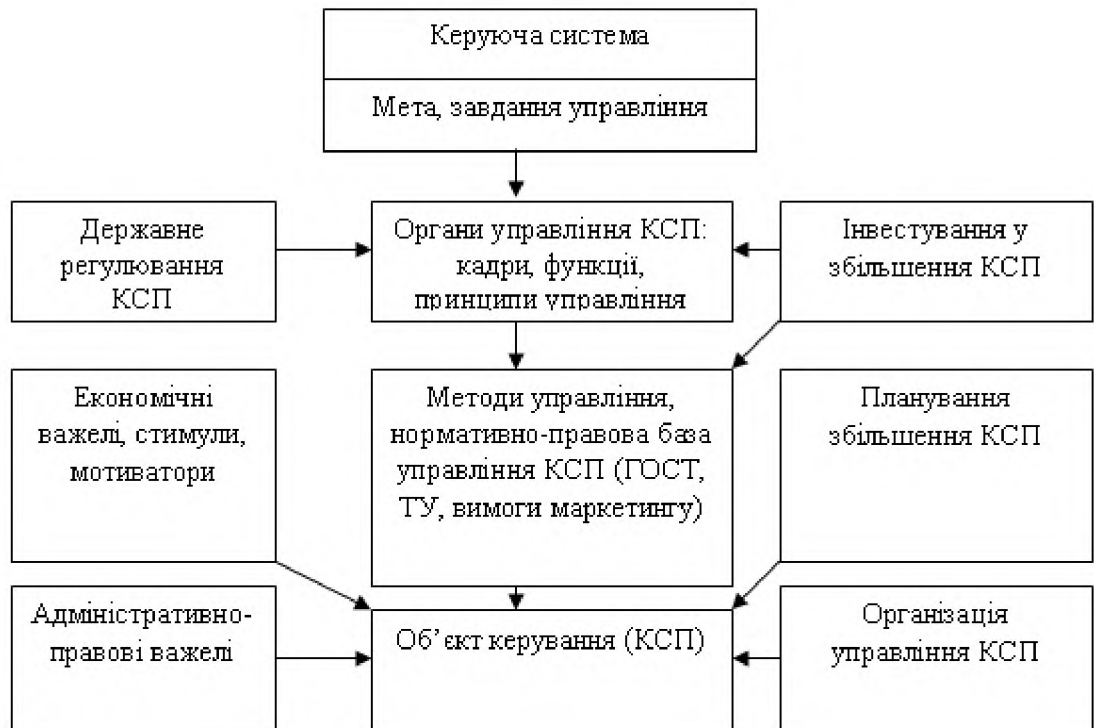 Керуюча система
Мета, завдання управління
Державне
регулювання
КСП
Органи управління КСП:
кадри, функції,
принципи управління
Інвестування у
збільшення КСП
Економічні
важелі, стимули,
мотиватори
Методи управління,
нормативно-правова база
управління КСП (ГОСТ,
ТУ, вимоги маркетингу)
Планування
збільшення КСП
Адміністративно-
правові важелі
Об’єкт керування (КСП)
Організація
управління КСП